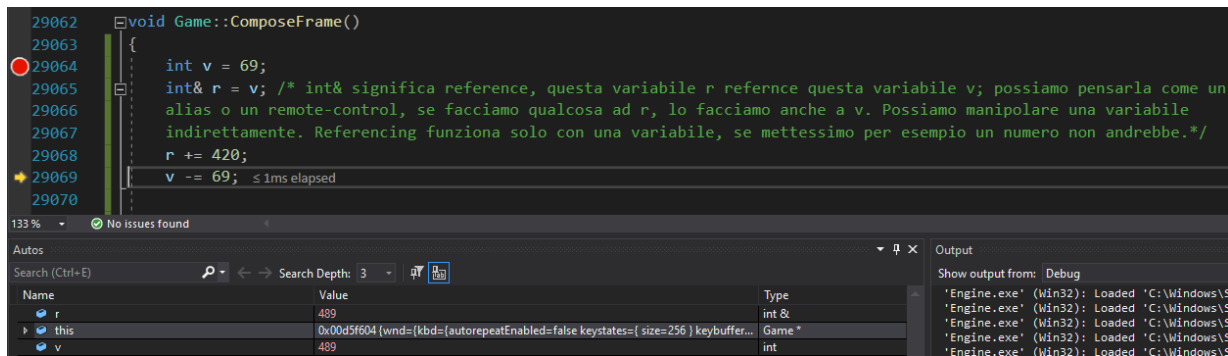 29062 void Game::ComposeFrame()
29063 {
29064 int v = 69;
29065 int& r = v; /* int& significa reference, questa variabile r refernce questa variabile v; possiamo pensarla come un
29066 alias o un remote-control, se facciamo qualcosa ad r, lo facciamo anche a v. Possiamo manipolare una variabile
29067 indirettamente. Referencing funziona solo con una variabile, se mettessimo per esempio un numero non andrebbe.*/
29068 r += 420;
29069 v -= 69; ≤ 1ms elapsed
29070
133 % No issues found
Autos
Search (Ctrl+E) Search Depth: 3
Name Value Type
r 489 int &
this 0x00d5f604 {wnd={kbd={autorepeatEnabled=false keystates={ size=256 } keybuffer... Game *
v 489 int
Output
Show output from: Debug
'Engine.exe' (Win32): Loaded 'C:\Windows\S
'Engine.exe' (Win32): Loaded 'C:\Windows\S
'Engine.exe' (Win32): Loaded 'C:\Windows\S
'Engine.exe' (Win32): Loaded 'C:\Windows\S
'Engine.exe' (Win32): Loaded 'C:\Windows\S